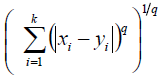 (∑_{i=1}^{k} (|x_i − y_i|)^q)^{1/q}